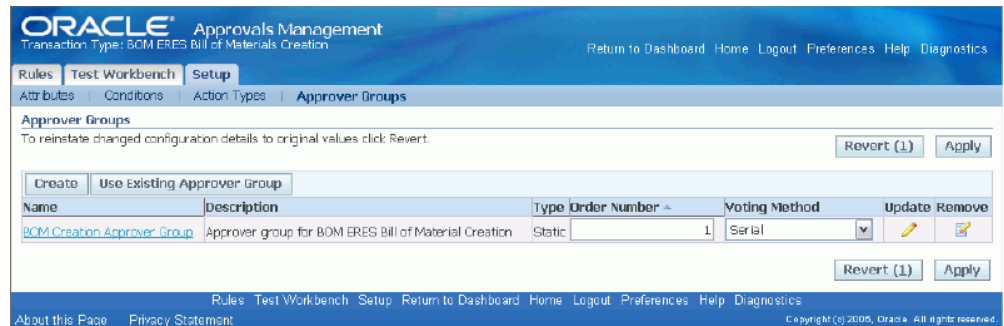 ORACLE® Approvals Management
Transaction Type: BOM ERES Bill of Materials Creation
Return to Dashboard Home Logout Preferences Help Diagnostics
Rules Test Workbench Setup
Attributes | Conditions | Action Types | Approver Groups
Approver Groups
To reinstate changed configuration details to original values click Revert.
Revert (1) Apply
Create Use Existing Approver Group
Name Description Type Order Number Voting Method Update Remove
BOM Creation Approver Group Approver group for BOM ERES Bill of Material Creation Static 1 Serial
Revert (1) Apply
Rules Test Workbench Setup Return to Dashboard Home Logout Preferences Help Diagnostics
About this Page Privacy Statement Copyright (c) 2005, Oracle. All rights reserved.